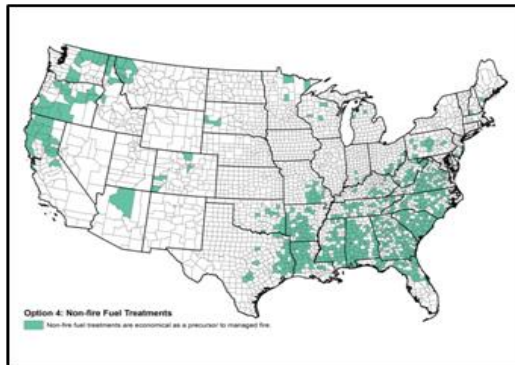 Option 4: Non-fire Fuel Treatments
Non-fire fuel treatments are economical as a precursor to managed fire.